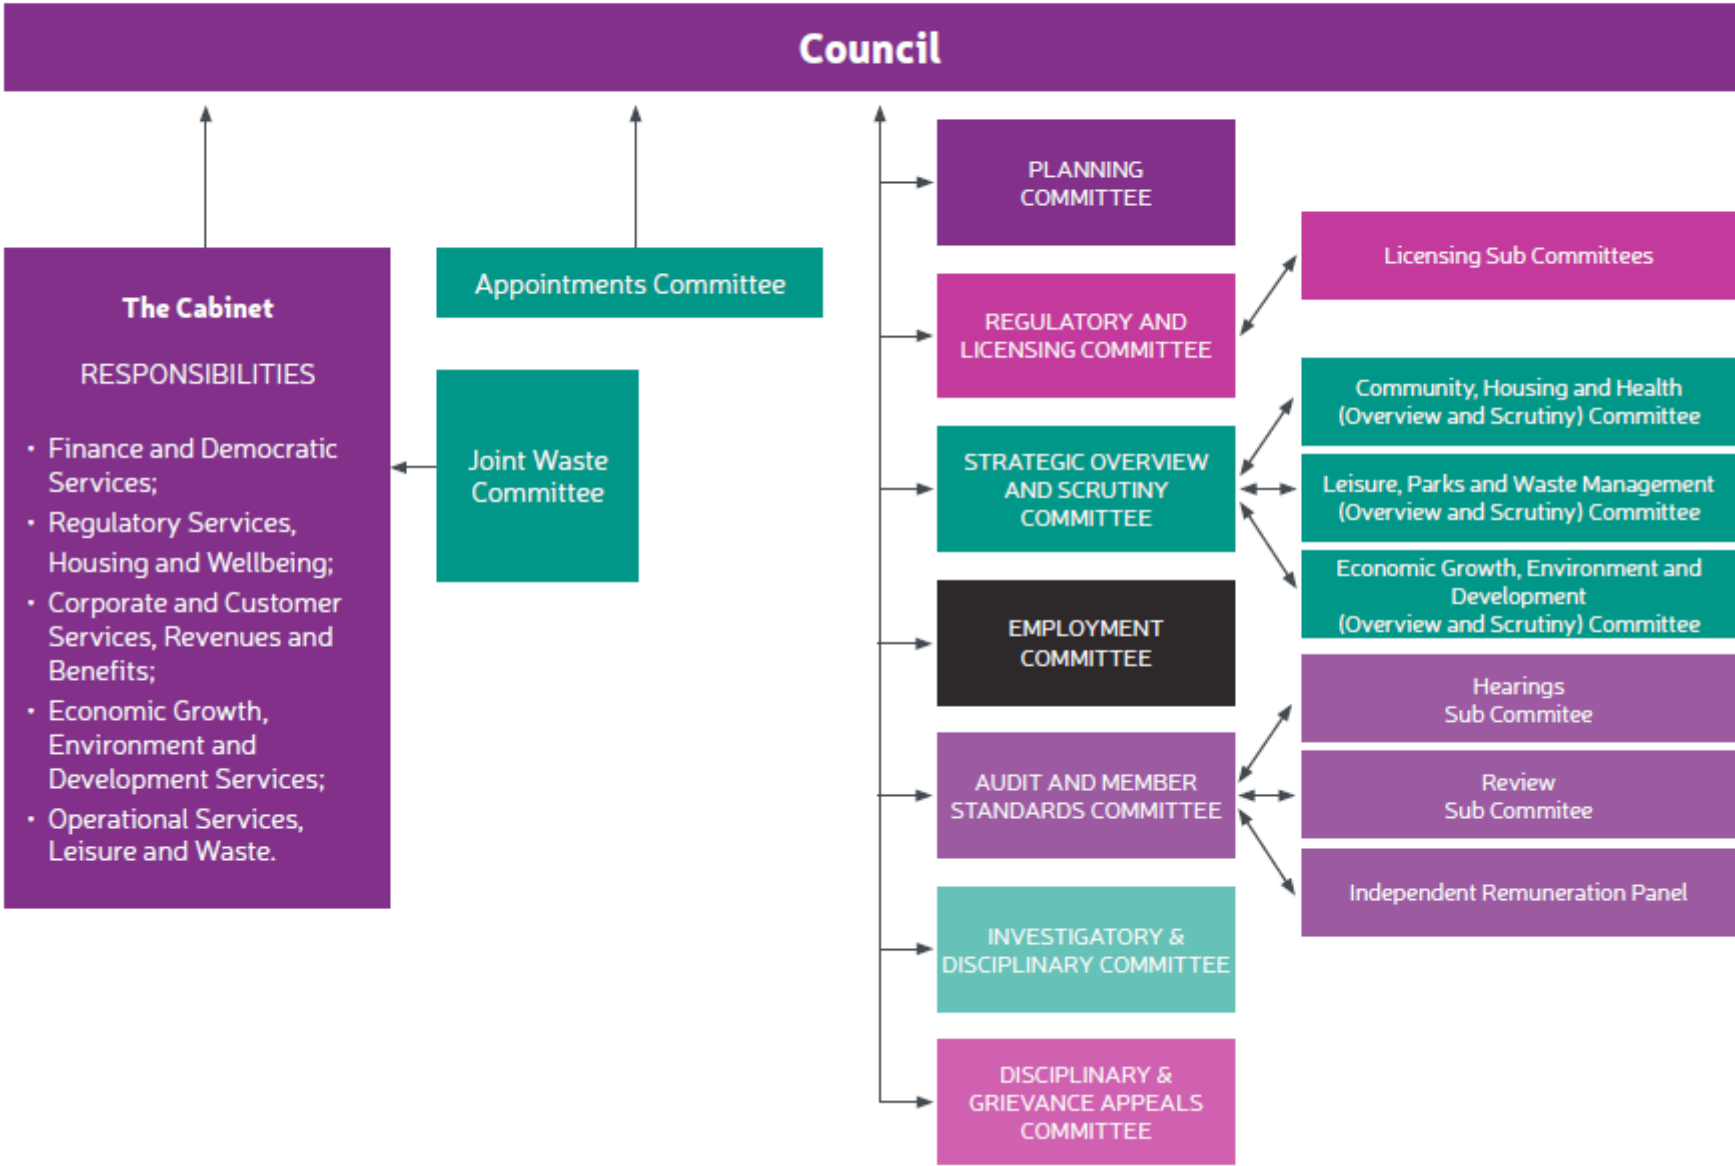 Council
The Cabinet
RESPONSIBILITIES
• Finance and Democratic
Services;
• Regulatory Services,
Housing and Wellbeing;
• Corporate and Customer
Services, Revenues and
Benefits;
• Economic Growth,
Environment and
Development Services;
• Operational Services,
Leisure and Waste.
Appointments Committee
Joint Waste
Committee
PLANNING
COMMITTEE
REGULATORY AND
LICENSING COMMITTEE
STRATEGIC OVERVIEW
AND SCRUTINY
COMMITTEE
EMPLOYMENT
COMMITTEE
AUDIT AND MEMBER
STANDARDS COMMITTEE
INVESTIGATORY &
DISCIPLINARY COMMITTEE
DISCIPLINARY &
GRIEVANCE APPEALS
COMMITTEE
Licensing Sub Committees
Community, Housing and Health
(Overview and Scrutiny) Committee
Leisure, Parks and Waste Management
(Overview and Scrutiny) Committee
Economic Growth, Environment and
Development
(Overview and Scrutiny) Committee
Hearings
Sub Commitee
Review
Sub Commitee
Independent Remuneration Panel